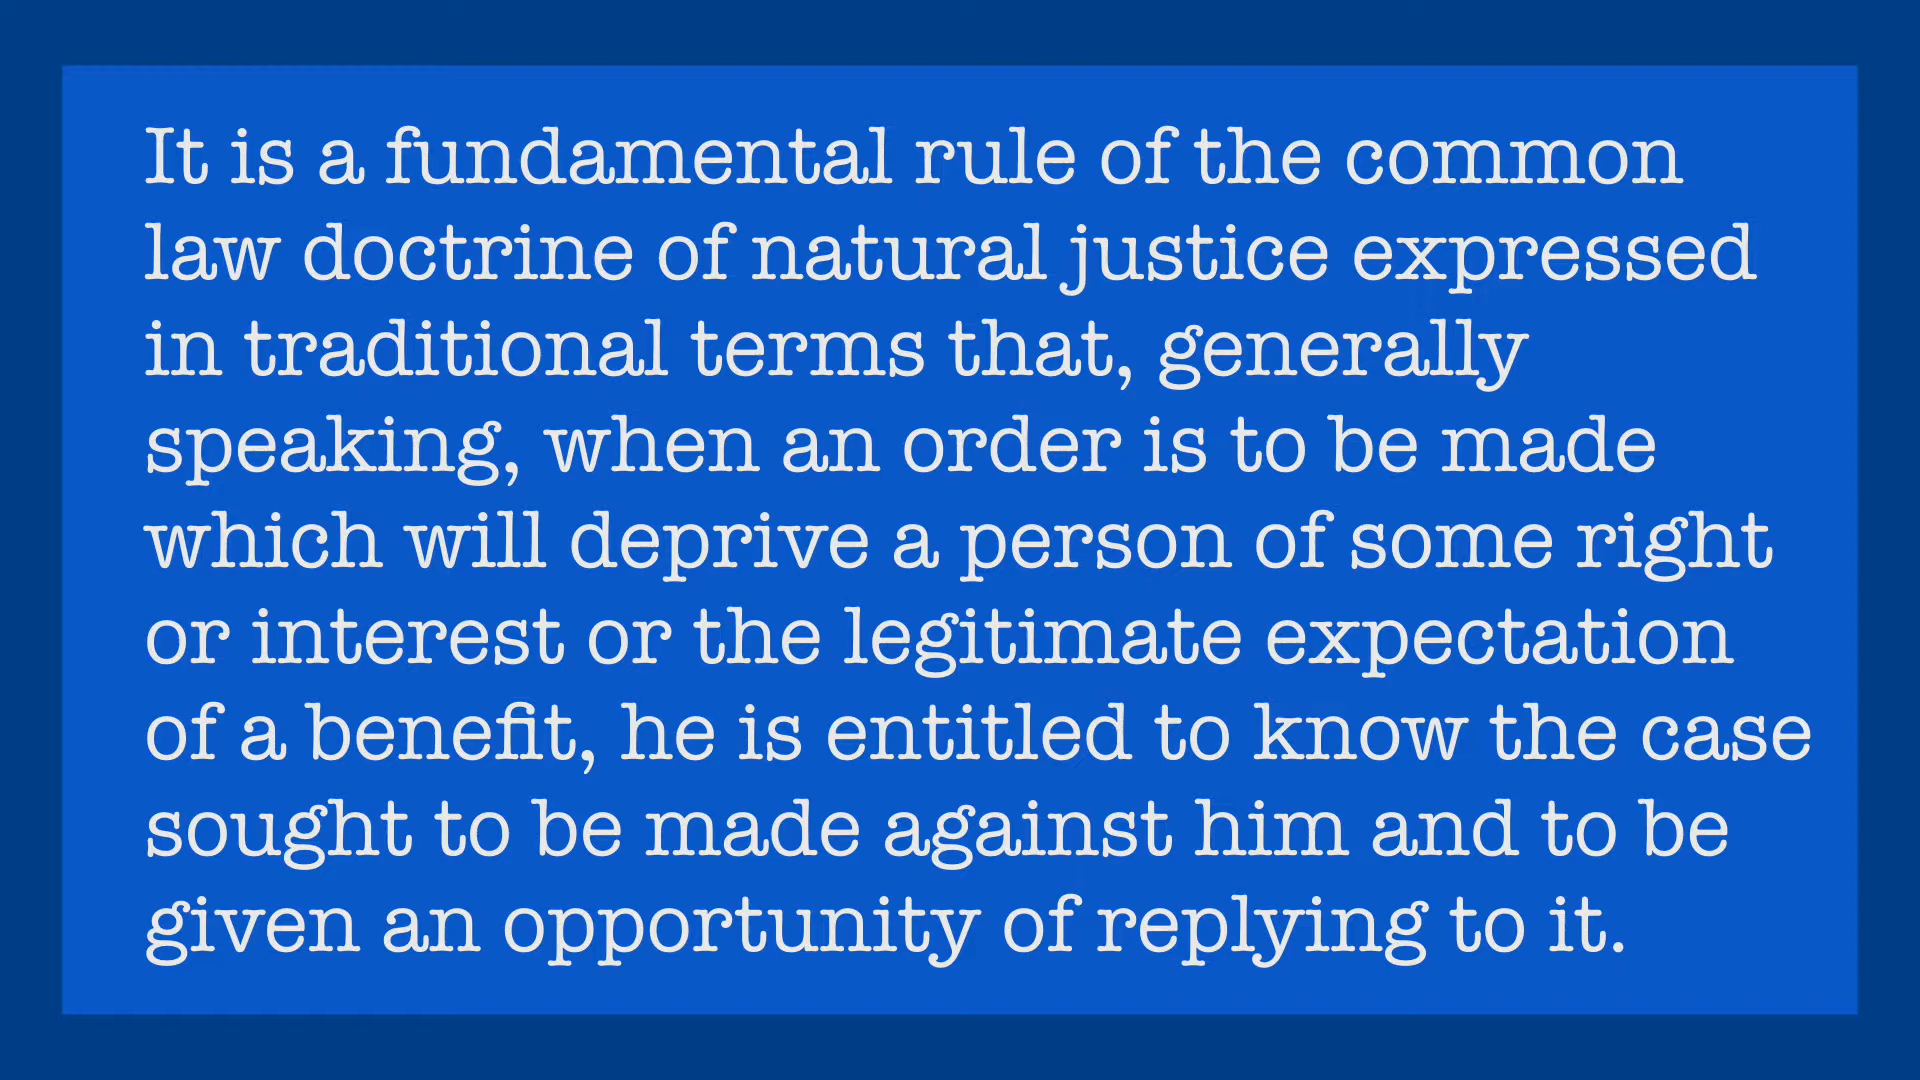 It is a fundamental rule of the common
law doctrine of natural justice expressed
in traditional terms that, generally
speaking, when an order is to be made
which will deprive a person of some right
or interest or the legitimate expectation
of a benefit, he is entitled to know the case
sought to be made against him and to be
given an opportunity of replying to it.